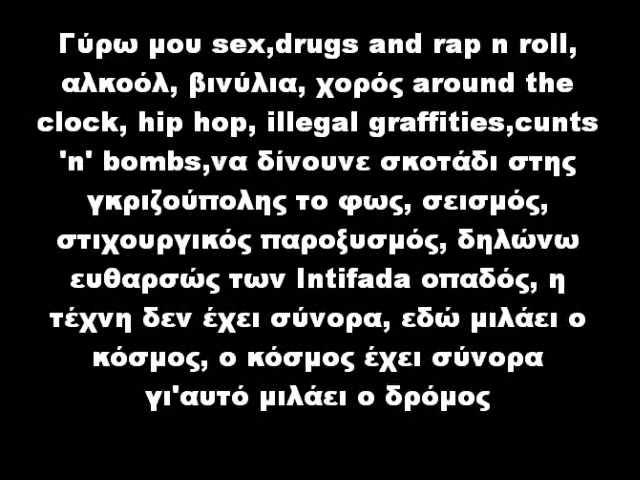 Γύρω μου sex,drugs and rap n roll,
αλκοόλ, βινύλια, χορός around the
clock, hip hop, illegal graffities,cunts
'n' bombs,να δίνουνε σκοτάδι στης
γκριζούπολης το φως, σεισμός,
στιχουργικός παροξυσμός, δηλώνω
ευθαρσώς των Intifada οπαδός, η
τέχνη δεν έχει σύνορα, εδώ μιλάει ο
κόσμος, ο κόσμος έχει σύνορα
γι'αυτό μιλάει ο δρόμος